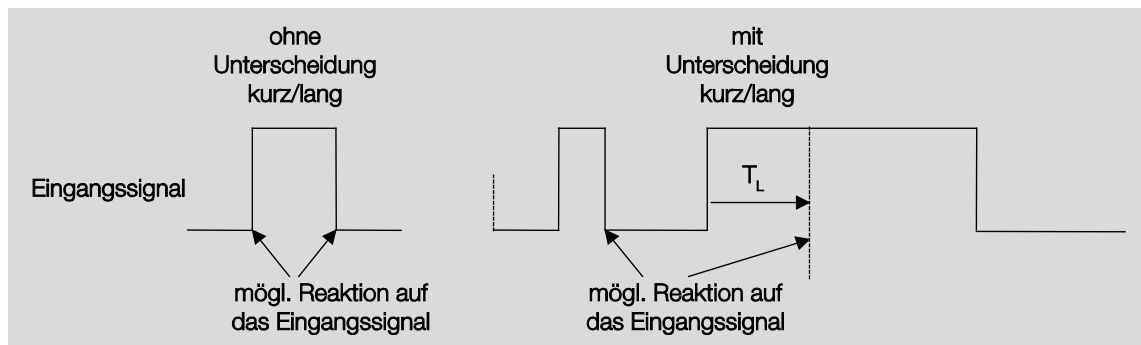 ohne
Unterscheidung
kurz/lang
mit
Unterscheidung
kurz/lang
Eingangssignal
TL
mögl. Reaktion auf
das Eingangssignal
mögl. Reaktion auf
das Eingangssignal